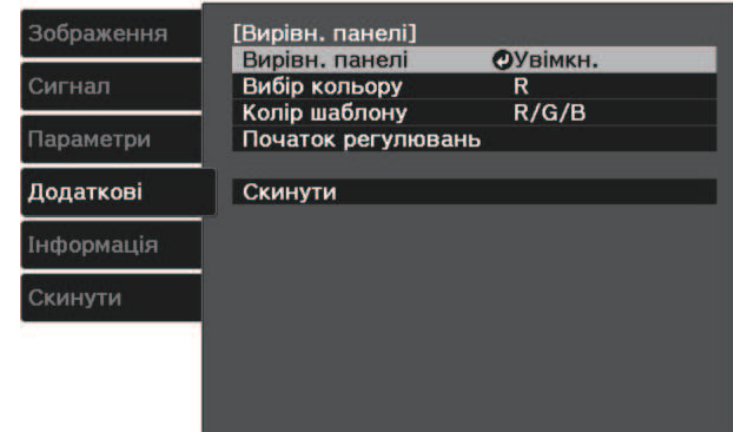 Зображення
Сигнал
Параметри
Додаткові
Інформація
Скинути
[Вирівн. панелі]
Вирівн. панелі Увімкн.
Вибір кольору R
Колір шаблону R/G/B
Початок регулювань
Скинути